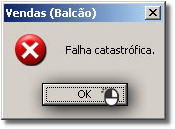 Vendas (Balcão)
Falha catastrófica.
OK